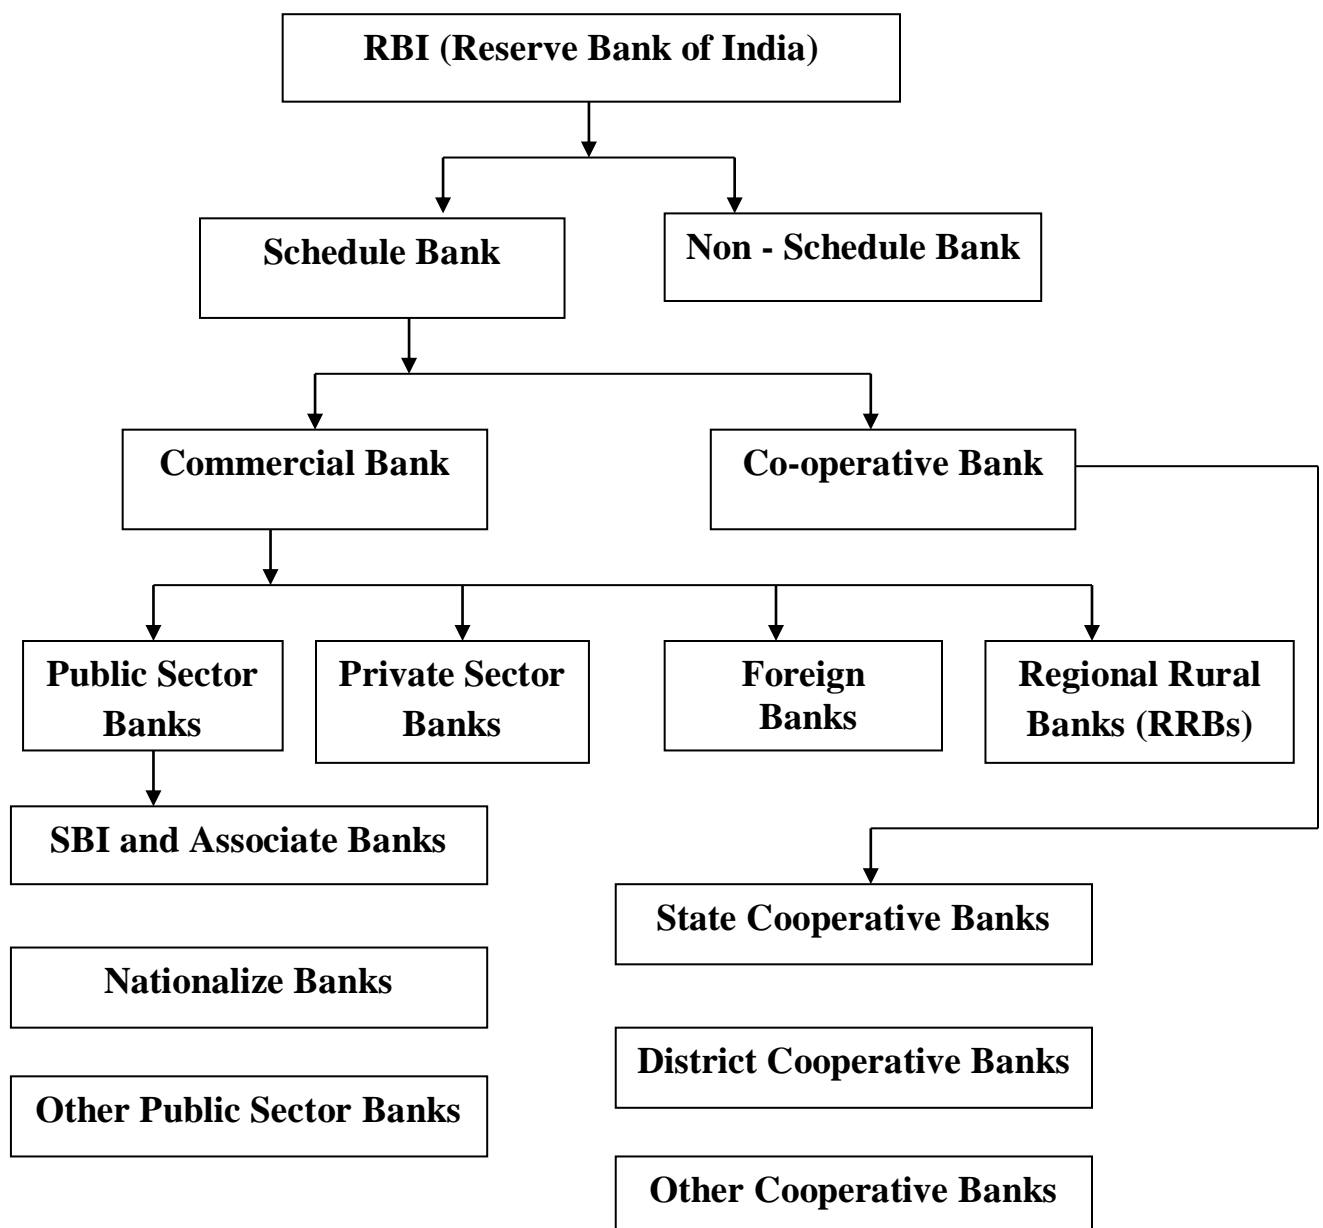 RBI (Reserve Bank of India)
Schedule Bank
Non - Schedule Bank
Commercial Bank
Co-operative Bank
Public Sector
Banks
Private Sector
Banks
Foreign
Banks
Regional Rural
Banks (RRBs)
SBI and Associate Banks
State Cooperative Banks
Nationalize Banks
District Cooperative Banks
Other Public Sector Banks
Other Cooperative Banks